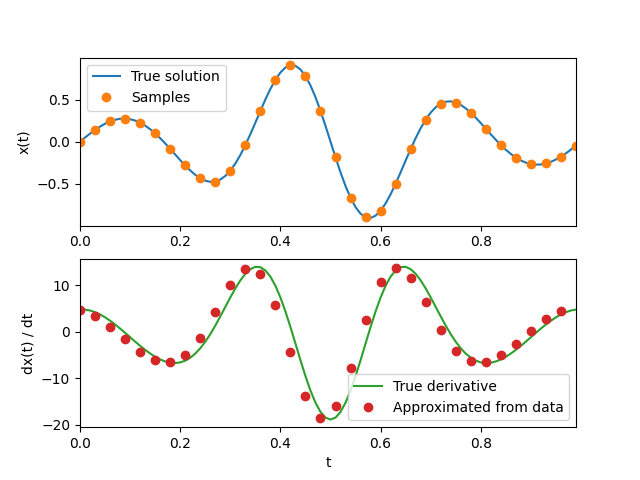 True solution
Samples
x(t)
0.5
0.0
−0.5
0.0 0.2 0.4 0.6 0.8
dx(t) / dt
10
0
−10
−20
True derivative
Approximated from data
0.0 0.2 0.4 0.6 0.8
t